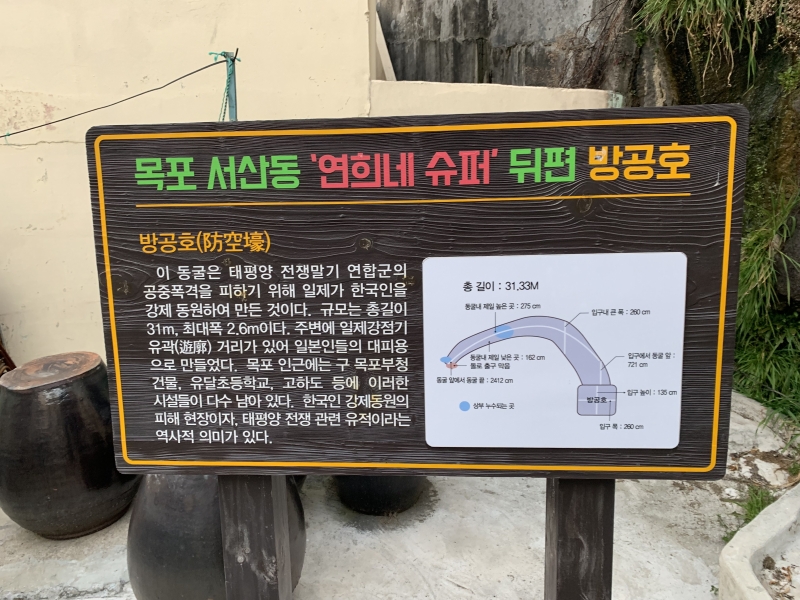 목포 서산동 '연희네 슈퍼' 뒤편 방공호
방공호(防空壕)
이 동굴은 태평양 전쟁말기 연합군의
공중폭격을 피하기 위해 일제가 한국인을
강제 동원하여 만든 것이다. 규모는 총길이
31m, 최대폭 2.6m이다. 주변에 일제강점기
유곽(遊廓) 거리가 있어 일본인들의 대피용
으로 만들었다. 목포 인근에는 구 목포부청
건물, 유달초등학교, 고하도 등에 이러한
시설들이 다수 남아 있다. 한국인 강제동원의
피해 현장이자, 태평양 전쟁 관련 유적이라는
역사적 의미가 있다.
총 길이 : 31,33M
동굴내 제일 높은 곳 : 275 cm
입구내 큰 폭 : 260 cm
동굴내 제일 낮은 곳 : 162 cm
돌로 출구 막음
입구에서 동굴 앞 :
721 cm
동굴 앞에서 동굴 끝 : 2412 cm
입구 높이 : 135 cm
방공호
상부 누수되는 곳
입구 폭 : 260 cm